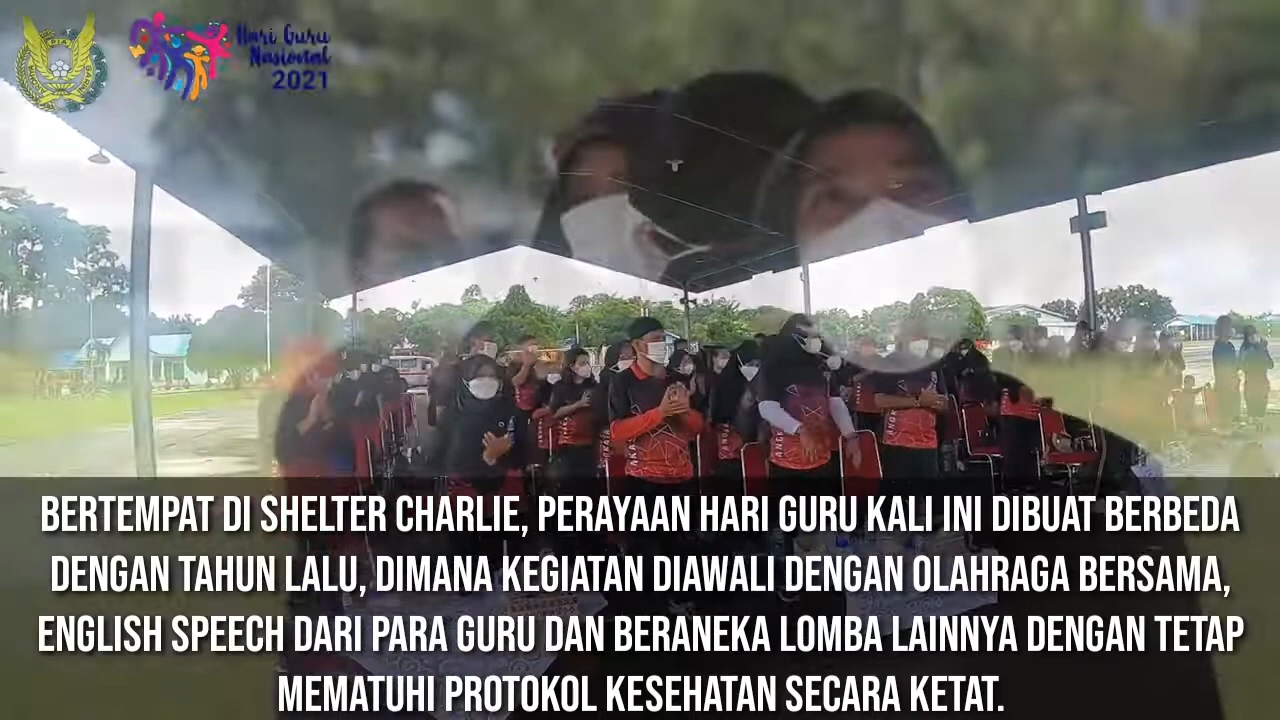 Hari Guru
Nasional
2021
BERTEMPAT DI SHELTER CHARLIE, PERAYAAN HARI GURU KALI INI DIBUAT BERBEDA
DENGAN TAHUN LALU, DIMANA KEGIATAN DIAWALI DENGAN OLAHRAGA BERSAMA,
ENGLISH SPEECH DARI PARA GURU DAN BERANEKA LOMBA LAINNYA DENGAN TETAP
MEMATUHI PROTOKOL KESEHATAN SECARA KETAT.